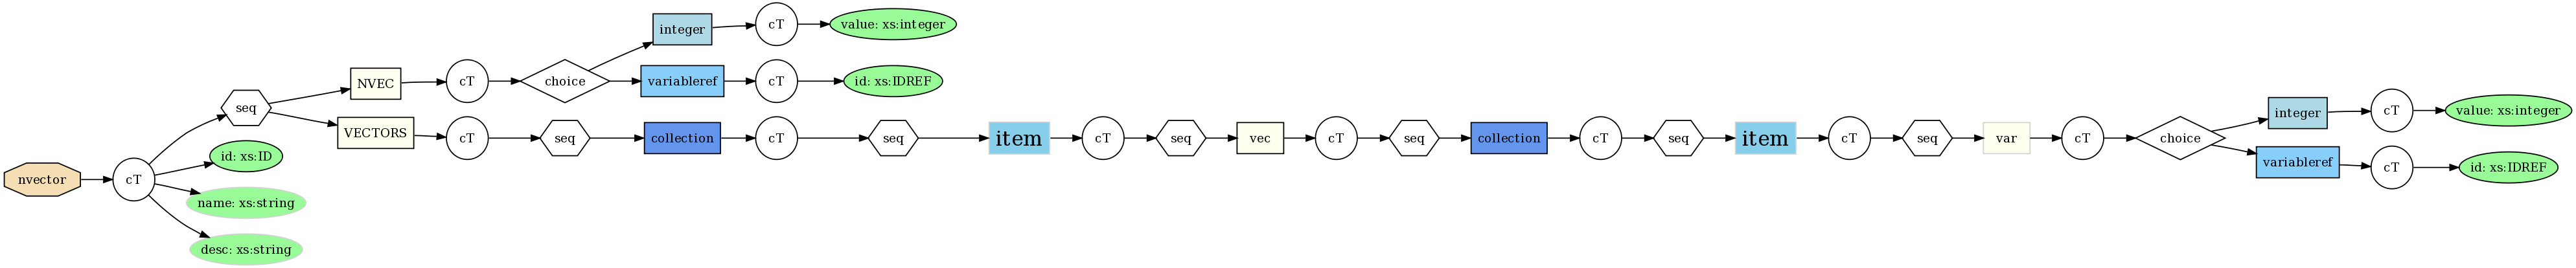 nvector
cT
seq
id: xs:ID
name: xs:string
desc: xs:string
NVEC
cT
choice
integer
cT
value: xs:integer
variableref
cT
id: xs:IDREF
VECTORS
cT
seq
collection
cT
seq
item
cT
seq
vec
cT
seq
collection
cT
seq
item
cT
seq
var
cT
choice
integer
cT
value: xs:integer
variableref
cT
id: xs:IDREF